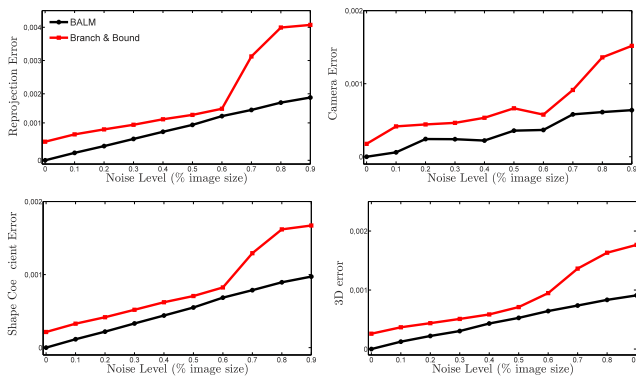 BALM
Branch & Bound
Reprojection Error
0.004
0.003
0.002
0.001
0
0 0.1 0.2 0.3 0.4 0.5 0.6 0.7 0.8 0.9
Noise Level (% image size)
Camera Error
0.002
0.001
0
0 0.1 0.2 0.3 0.4 0.5 0.6 0.7 0.8 0.9
Noise Level (% image size)
Shape Coe cient Error
0.002
0.001
0
0 0.1 0.2 0.3 0.4 0.5 0.6 0.7 0.8 0.9
Noise Level (% image size)
3D error
0.002
0.001
0
0 0.1 0.2 0.3 0.4 0.5 0.6 0.7 0.8 0.9
Noise Level (% image size)